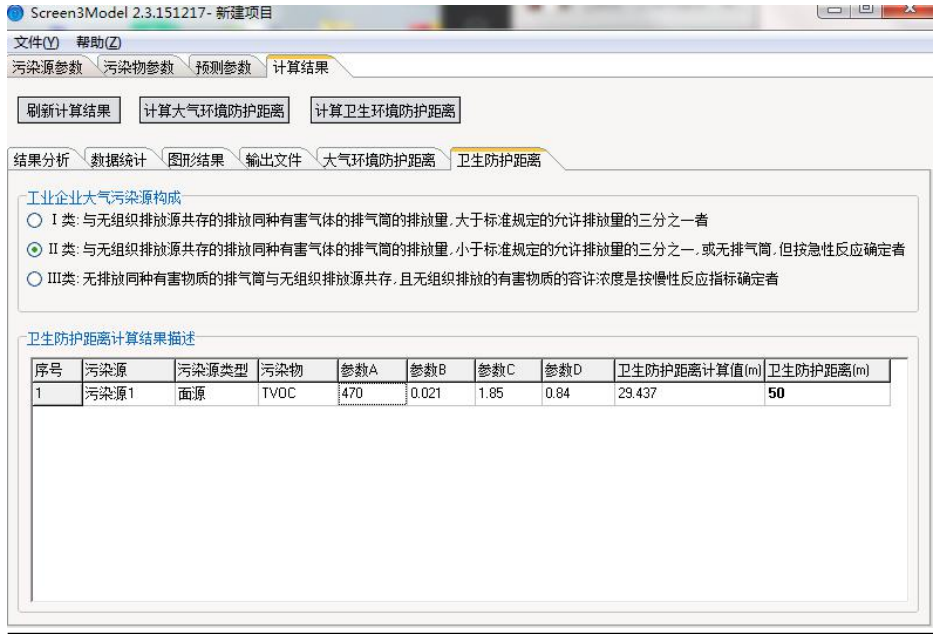 Screen3Model 2.3.151217- 新建项目
文件(Y) 帮助(Z)
污染源参数 污染物参数 预测参数 计算结果
刷新计算结果 计算大气环境防护距离 计算卫生环境防护距离
结果分析 数据统计 图形结果 输出文件 大气环境防护距离 卫生防护距离
工业企业大气污染源构成
I 类:与无组织排放源共存的排放同种有害气体的排气筒的排放量,大于标准规定的允许排放量的三分之一者
II 类:与无组织排放源共存的排放同种有害气体的排气筒的排放量,小于标准规定的允许排放量的三分之一,或无排气筒,但按急性反应确定者
III类:无排放同种有害物质的排气筒与无组织排放源共存,且无组织排放的有害物质的容许浓度是按慢性反应指标确定者
卫生防护距离计算结果描述
序号 污染源 污染源类型 污染物 参数A 参数B 参数C 参数D 卫生防护距离计算值(m) 卫生防护距离(m)
1 污染源1 面源 TVOC 470 0.021 1.85 0.84 29.437 50